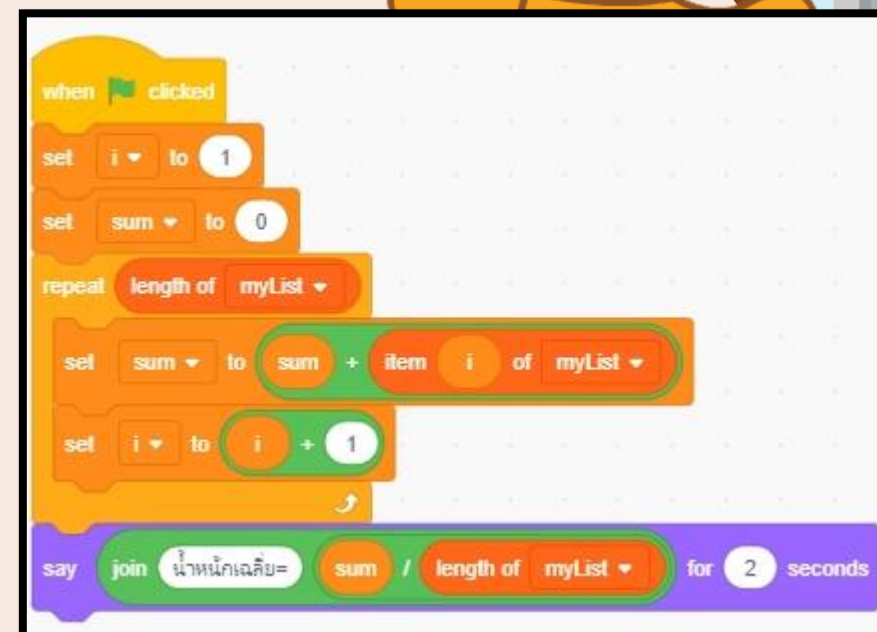 when clicked
set i to 1
set sum to 0
repeat length of myList
set sum to sum + item i of myList
set i to i + 1
say join น้ำหนักเฉลี่ย= sum / length of myList for 2 seconds